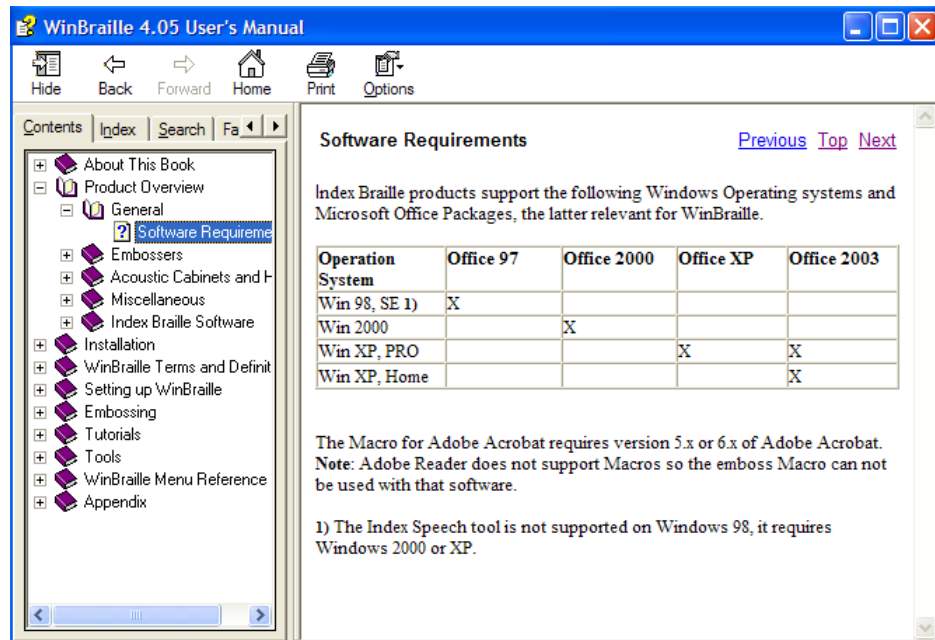 WinBraille 4.05 User's Manual
Hide Back Forward Home Print Options
Contents Index Search Fa
About This Book
Product Overview
General
? Software Requireme
Embossers
Acoustic Cabinets and H
Miscellaneous
Index Braille Software
Installation
WinBraille Terms and Definit
Setting up WinBraille
Embossing
Tutorials
Tools
WinBraille Menu Reference
Appendix
Software Requirements Previous Top Next
Index Braille products support the following Windows Operating systems and
Microsoft Office Packages, the latter relevant for WinBraille.
Operation System Office 97 Office 2000 Office XP Office 2003
Win 98, SE 1) X
Win 2000 X
Win XP, PRO X X
Win XP, Home X
The Macro for Adobe Acrobat requires version 5.x or 6.x of Adobe Acrobat.
Note: Adobe Reader does not support Macros so the emboss Macro can not
be used with that software.
1) The Index Speech tool is not supported on Windows 98, it requires
Windows 2000 or XP.